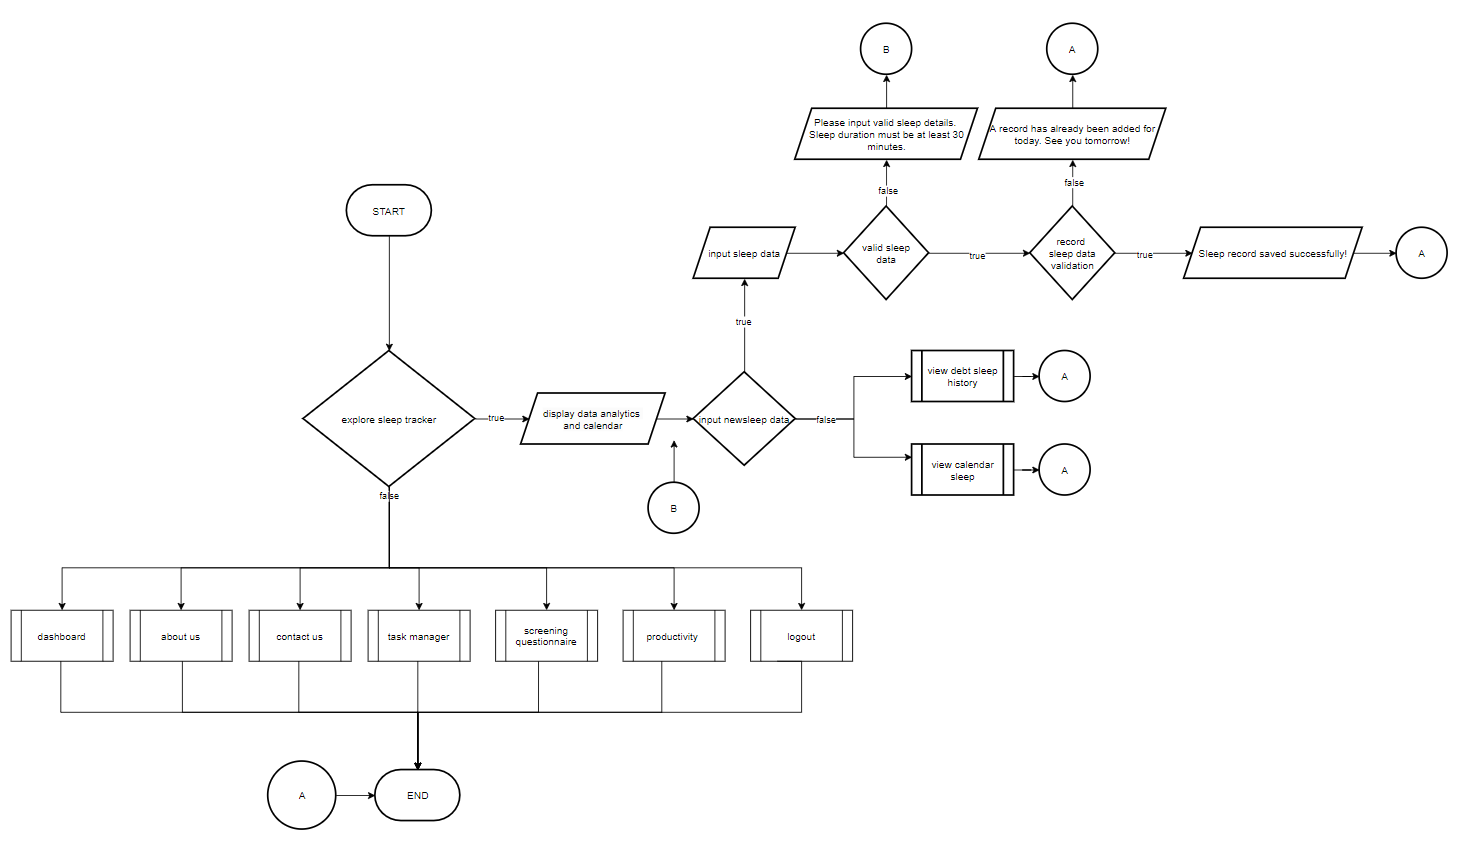 B
A
Please input valid sleep details.
Sleep duration must be at least 30
minutes.
A record has already been added for
today. See you tomorrow!
false
false
START
input sleep data
valid sleep
data
true
record
sleep data
validation
true
Sleep record saved successfully!
A
true
explore sleep tracker
true
display data analytics
and calendar
input newsleep data
false
view debt sleep
history
A
view calendar
sleep
A
B
false
dashboard
about us
contact us
task manager
screening
questionnaire
productivity
logout
A
END